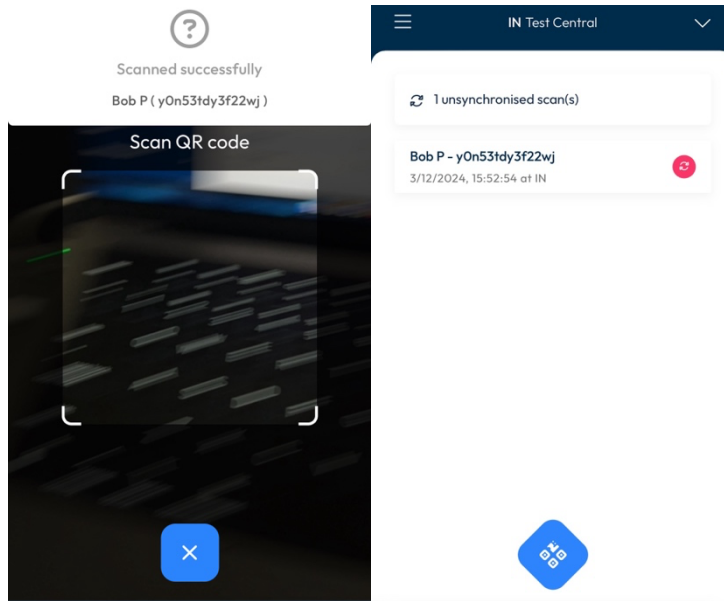 ?
Scanned successfully
Bob P ( y0n53tdy3f22wj )
Scan QR code
IN Test Central
1 unsynchronised scan(s)
Bob P - y0n53tdy3f22wj
3/12/2024, 15:52:54 at IN